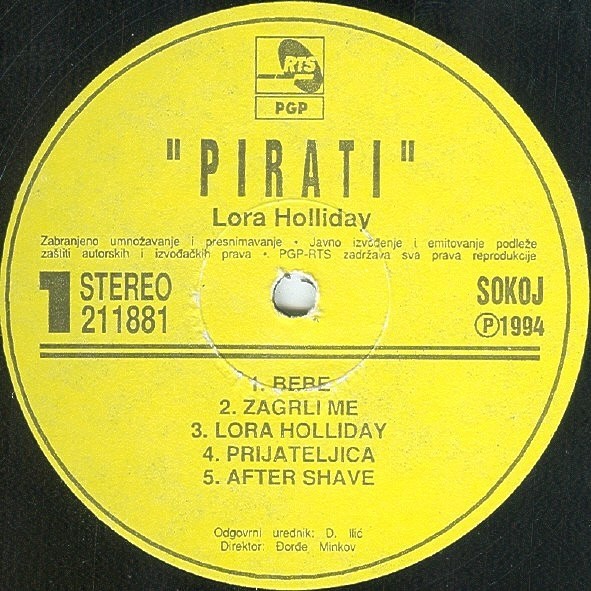 RTS
PGP
"PIRATI"
Lora Holliday
Zabranjeno umnožavanje i presnimavanje • Javno izvođenje i emitovanje podleže
zaštiti autorskih i izvođačkih prava • PGP-RTS zadržava sva prava reprodukcije
1 STEREO
211881
SOKOJ
℗1994
1. BEBE
2. ZAGRLI ME
3. LORA HOLLIDAY
4. PRIJATELJICA
5. AFTER SHAVE
Odgovrni urednik: D. Ilić
Direktor: Đorđe Minkov